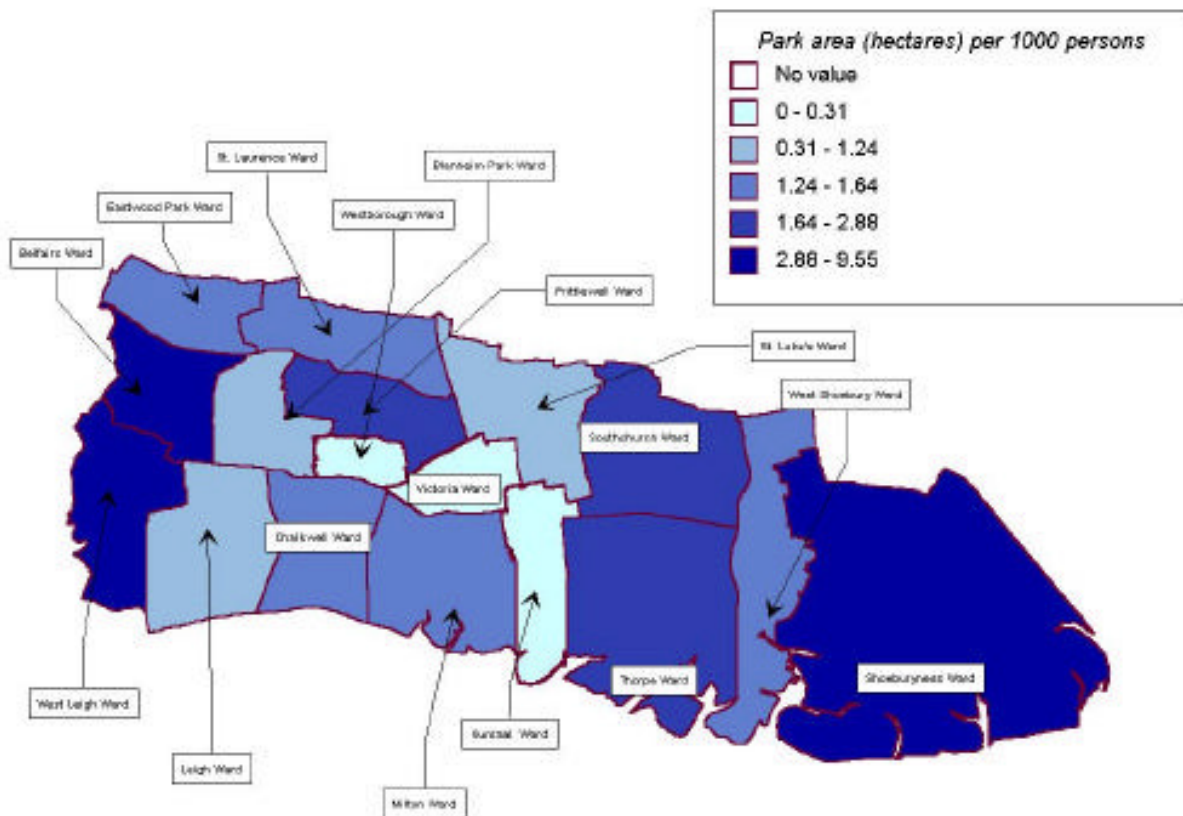 Park area (hectares) per 1000 persons
No value
0 - 0.31
0.31 - 1.24
1.24 - 1.64
1.64 - 2.88
2.88 - 9.55
St. Laurence Ward
Blenheim Park Ward
Eastwood Park Ward
Westborough Ward
Belfairs Ward
Prittlewell Ward
St. Luke's Ward
West Shoebury Ward
Southchurch Ward
Victoria Ward
Chalkwell Ward
Thorpe Ward
Shoeburyness Ward
West Leigh Ward
Kursaal Ward
Leigh Ward
Milton Ward